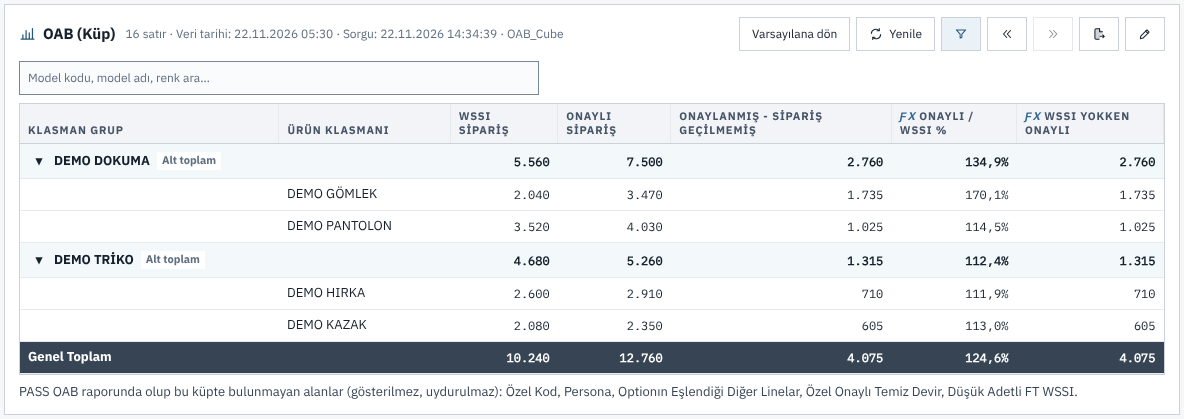 OAB (Küp) 16 satır · Veri tarihi: 22.11.2026 05:30 · Sorgu: 22.11.2026 14:34:39 · OAB_Cube Varsayılana dön Yenile
Model kodu, model adı, renk ara...
KLASMAN GRUP ÜRÜN KLASMANI WSSI SİPARİŞ ONAYLI SİPARİŞ ONAYLANMIŞ - SİPARİŞ GEÇİLMEMİŞ ƒx ONAYLI / WSSI % ƒx WSSI YOKKEN ONAYLI
▼ DEMO DOKUMA Alt toplam 5.560 7.500 2.760 134,9% 2.760
DEMO GÖMLEK 2.040 3.470 1.735 170,1% 1.735
DEMO PANTOLON 3.520 4.030 1.025 114,5% 1.025
▼ DEMO TRİKO Alt toplam 4.680 5.260 1.315 112,4% 1.315
DEMO HIRKA 2.600 2.910 710 111,9% 710
DEMO KAZAK 2.080 2.350 605 113,0% 605
Genel Toplam 10.240 12.760 4.075 124,6% 4.075
PASS OAB raporunda olup bu küpte bulunmayan alanlar (gösterilmez, uydurulmaz): Özel Kod, Persona, Optionın Eşlendiği Diğer Linelar, Özel Onaylı Temiz Devir, Düşük Adetli FT WSSI.